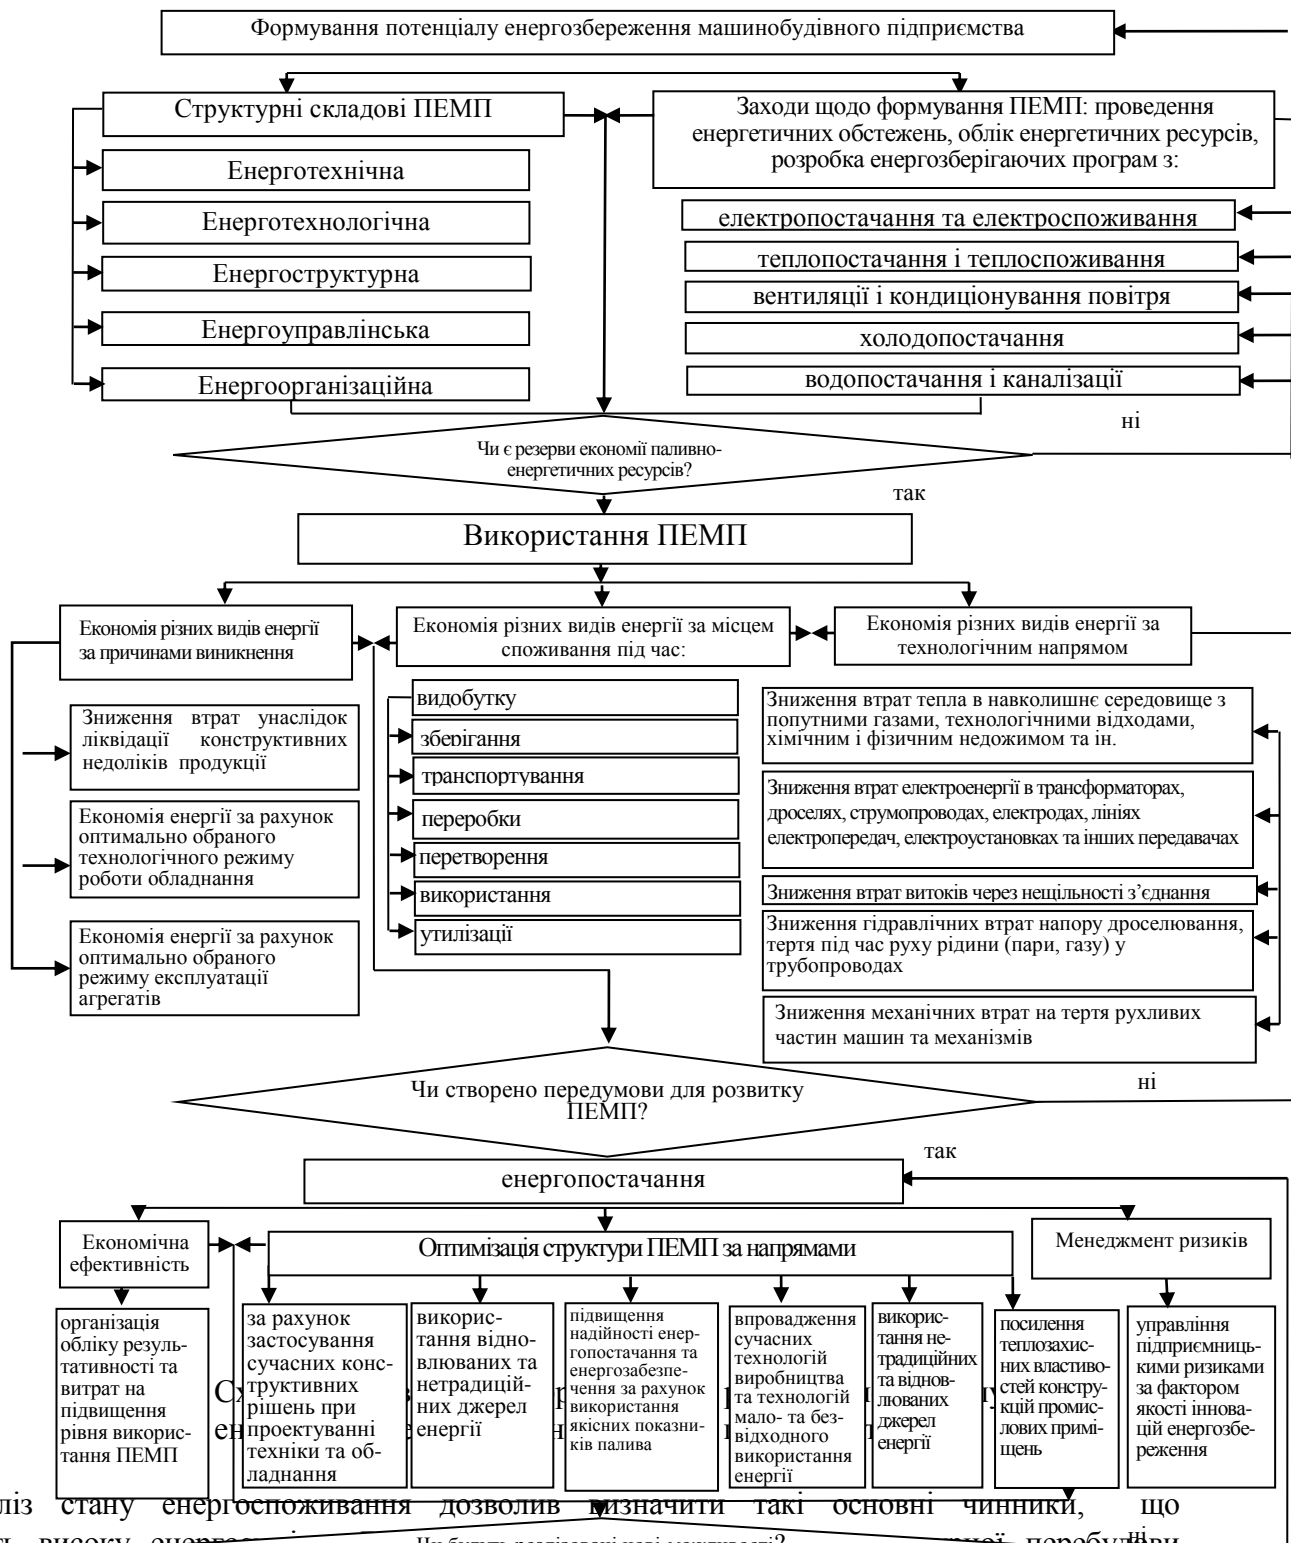 Формування потенціалу енергозбереження машинобудівного підприємства
Структурні складові ПЕМП
Енерготехнічна
Енерготехнологічна
Енергоструктурна
Енергоуправлінська
Енергоорганізаційна
Заходи щодо формування ПЕМП: проведення
енергетичних обстежень, облік енергетичних ресурсів,
розробка енергозберігаючих програм з:
електропостачання та електроспоживання
теплопостачання і теплоспоживання
вентиляції і кондиціонування повітря
холодопостачання
водопостачання і каналізації
ні
Чи є резерви економії паливно-
енергетичних ресурсів?
так
Використання ПЕМП
Економія різних видів енергії
за причинами виникнення
Зниження втрат унаслідок
ліквідації конструктивних
недоліків продукції
Економія енергії за рахунок
оптимально обраного
технологічного режиму
роботи обладнання
Економія енергії за рахунок
оптимально обраного
режиму експлуатації
агрегатів
Економія різних видів енергії за місцем
споживання під час:
видобутку
зберігання
транспортування
переробки
перетворення
використання
утилізації
Економія різних видів енергії за
технологічним напрямом
Зниження втрат тепла в навколишнє середовище з
попутними газами, технологічними відходами,
хімічним і фізичним недожимом та ін.
Зниження втрат електроенергії в трансформаторах,
дроселях, струмопроводах, електродах, лініях
електропередач, електроустановках та інших передавачах
Зниження втрат витоків через нещільності з’єднання
Зниження гідравлічних втрат напору дроселювання,
тертя під час руху рідини (пари, газу) у
трубопроводах
Зниження механічних втрат на тертя рухливих
частин машин та механізмів
ні
Чи створено передумови для розвитку
ПЕМП?
так
енергопостачання
Економічна
ефективність
Оптимізація структури ПЕМП за напрямами
Менеджмент ризиків
організація
обліку резуль-
тативності та
витрат на
підвищення
рівня викорис-
тання ПЕМП
за рахунок
застосування
сучасних конс-
труктивних
рішень при
проектуванні
техніки та об-
ладнання
викорис-
тання відно-
влюваних та
нетрадицій-
них джерел
енергії
підвищення
надійності енер-
гопостачання та
енергозабезпе-
чення за рахунок
використання
якісних показни-
ків палива
впровадження
сучасних
технологій
виробництва
та технологій
мало- та без-
відходного
використання
енергії
викорис-
тання не-
традиційних
та віднов-
люваних
джерел
енергії
посилення
теплозахис-
них властиво-
стей констру-
кцій промис-
лових примі-
щень
управління
підприємниць-
кими ризиками
за фактором
якості іннова-
цій енергозбе-
реження
ліз стану енергоспоживання дозволив визначити такі основні чинники, що
ь високу перебудови
ні